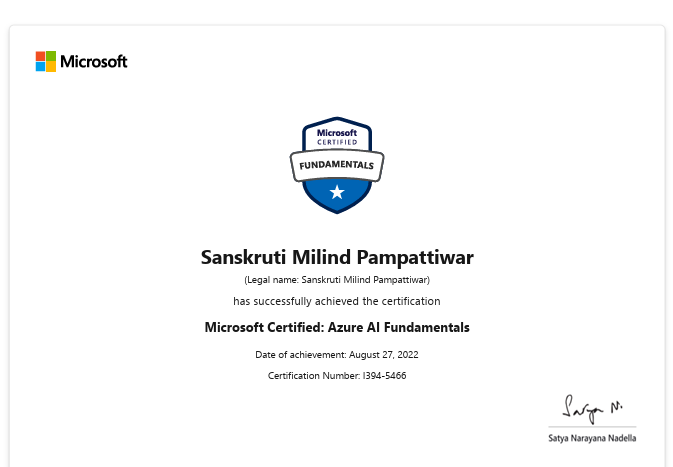 Microsoft
Microsoft
CERTIFIED
FUNDAMENTALS
Sanskruti Milind Pampattiwar
(Legal name: Sanskruti Milind Pampattiwar)
has successfully achieved the certification
Microsoft Certified: Azure AI Fundamentals
Date of achievement: August 27, 2022
Certification Number: I394-5466
Satya N.
Satya Narayana Nadella